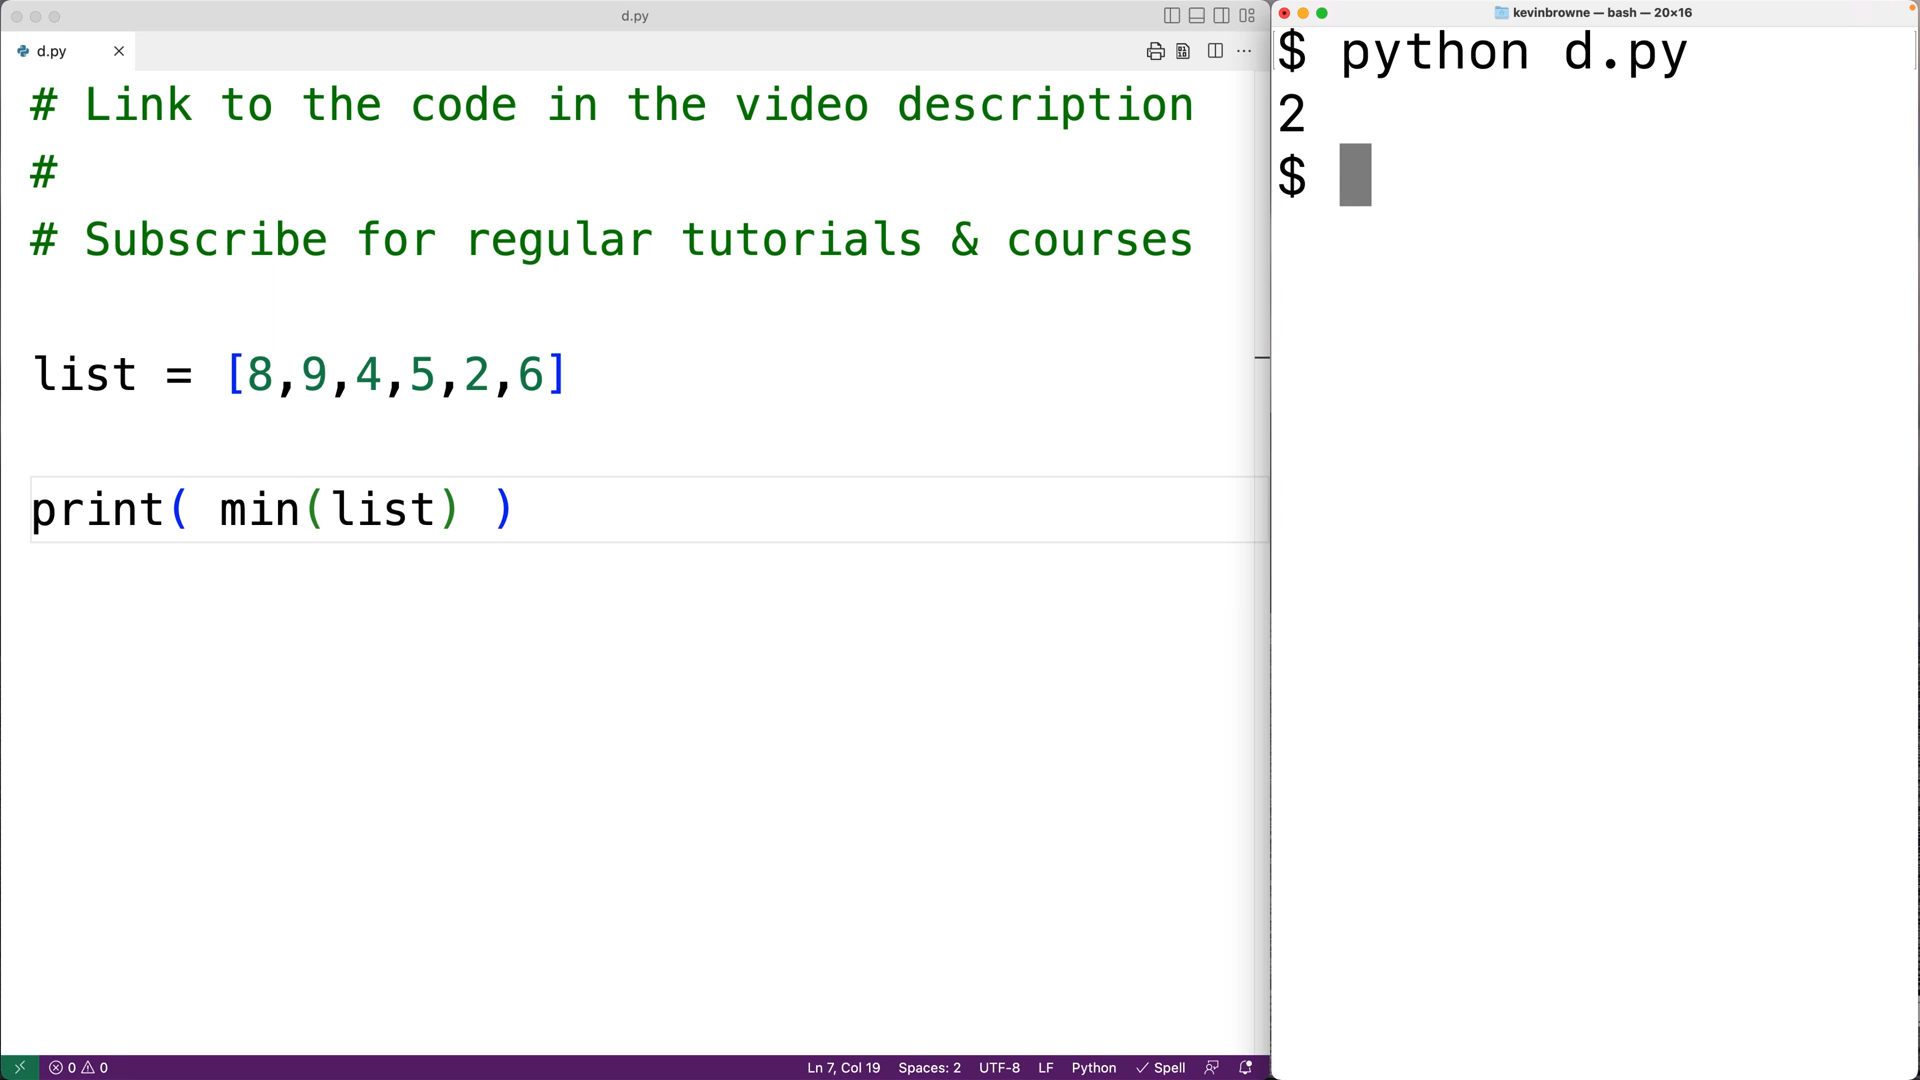 d.py
d.py
# Link to the code in the video description
#
# Subscribe for regular tutorials & courses
list = [8,9,4,5,2,6]
print( min(list) )
0 0 Ln 7, Col 19 Spaces: 2 UTF-8 LF Python Spell
kevinbrowne — bash — 20×16
$ python d.py
2
$